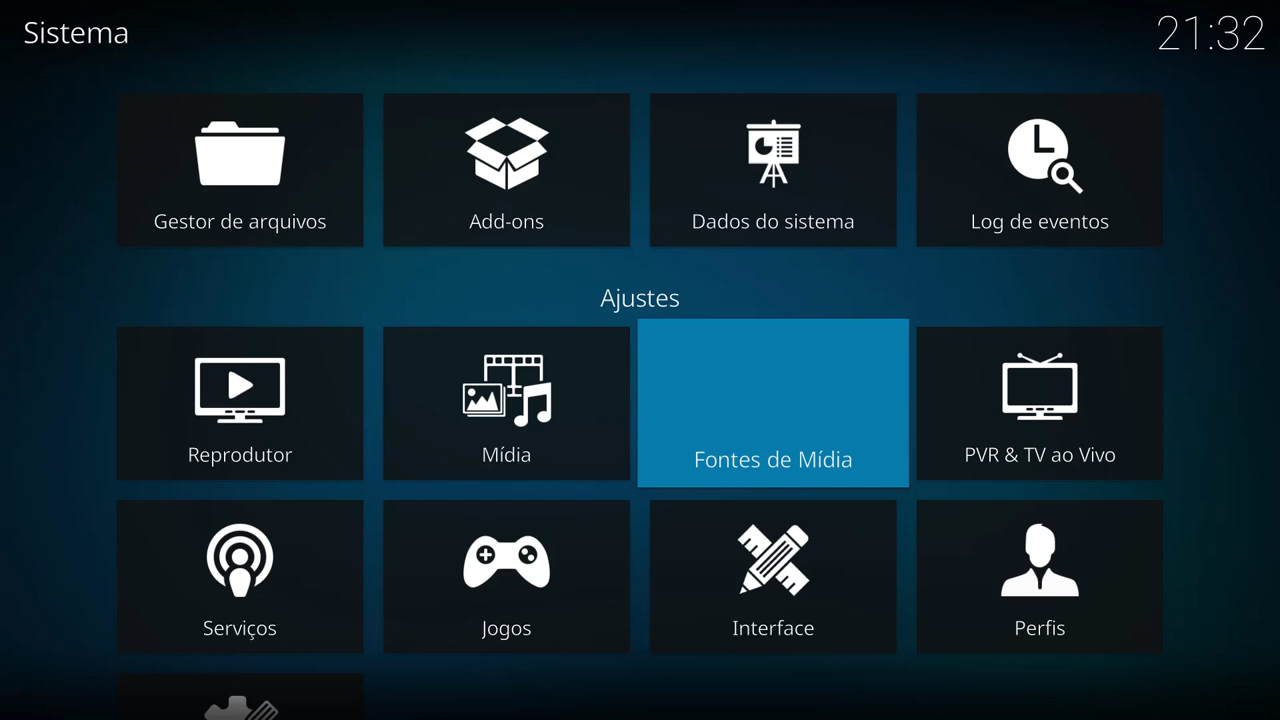 Sistema
21:32
Gestor de arquivos
Add-ons
Dados do sistema
Log de eventos
Ajustes
Reprodutor
Mídia
Fontes de Mídia
PVR & TV ao Vivo
Serviços
Jogos
Interface
Perfis